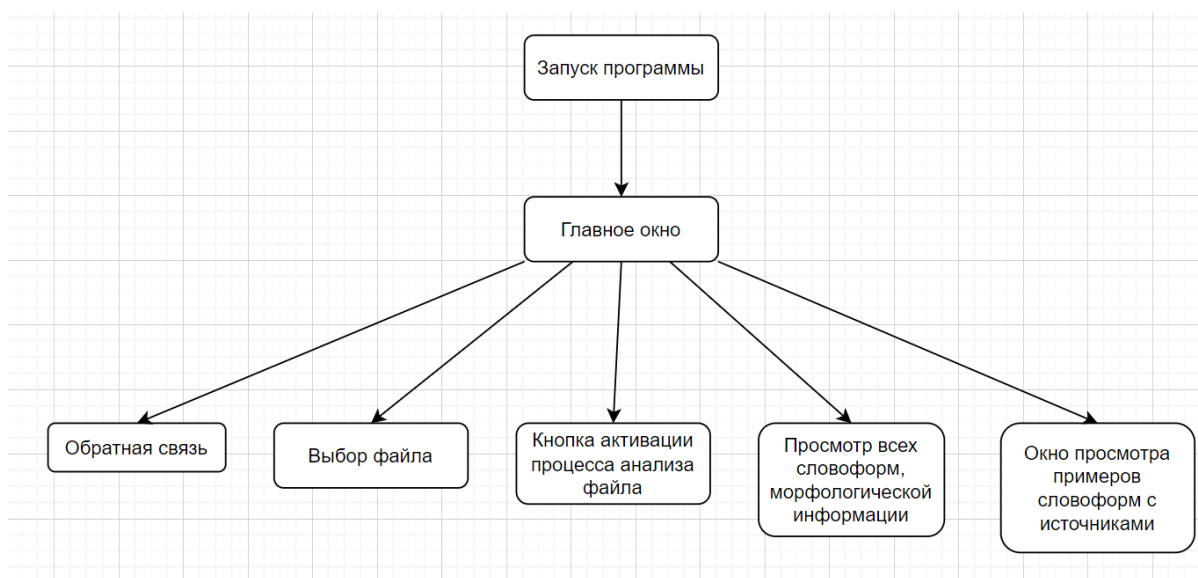 Запуск программы
Главное окно
Обратная связь
Выбор файла
Кнопка активации
процесса анализа
файла
Просмотр всех
словоформ,
морфологической
информации
Окно просмотра
примеров
словоформ с
источниками